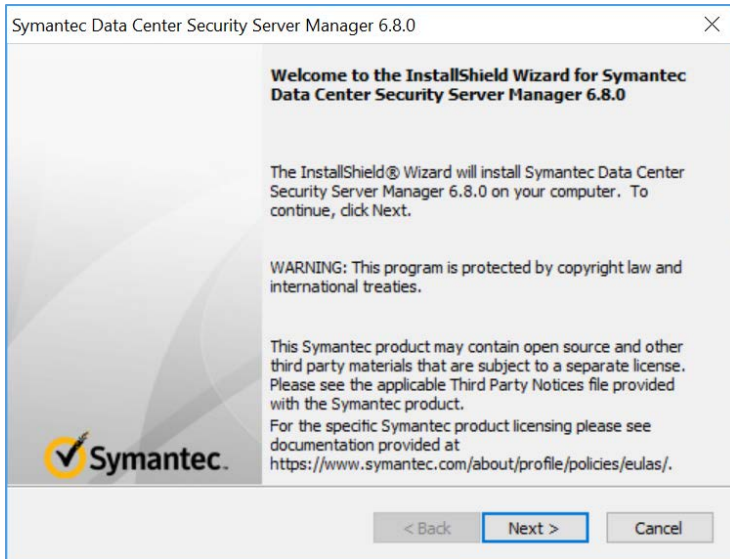 Symantec Data Center Security Server Manager 6.8.0
Welcome to the InstallShield Wizard for Symantec
Data Center Security Server Manager 6.8.0
The InstallShield® Wizard will install Symantec Data Center
Security Server Manager 6.8.0 on your computer. To
continue, click Next.
WARNING: This program is protected by copyright law and
international treaties.
This Symantec product may contain open source and other
third party materials that are subject to a separate license.
Please see the applicable Third Party Notices file provided
with the Symantec product.
For the specific Symantec product licensing please see
documentation provided at
https://www.symantec.com/about/profile/policies/eulas/.
Symantec.
< Back
Next >
Cancel